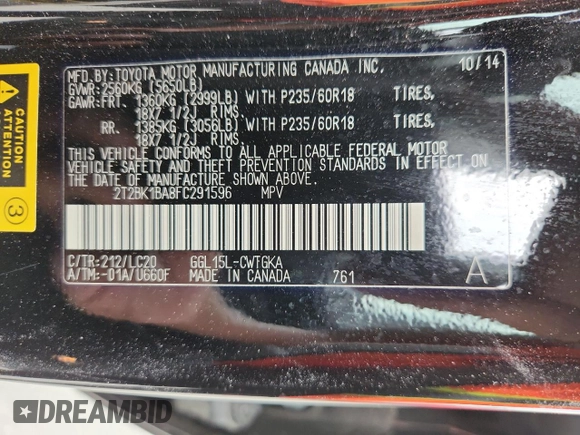 MFD.BY:TOYOTA MOTOR MANUFACTURING CANADA INC. 10/14
GVWR:2560KG (5650LB)
GAWR:FRT. 1360KG (2999LB) WITH P235/60R18 TIRES,
18X7 1/2J RIMS
RR. 1385KG (3056LB) WITH P235/60R18 TIRES,
18X7 1/2J RIMS
THIS VEHICLE CONFORMS TO ALL APPLICABLE FEDERAL MOTOR
VEHICLE SAFETY AND THEFT PREVENTION STANDARDS IN EFFECT ON
THE DATE OF MANUFACTURE SHOWN ABOVE.
2T2BK1BA8FC291596 MPV
C/TR:212/LC20 GGL15L-CWTGKA
A/TM:-01A/U660F MADE IN CANADA 761
A
CAUTION
ATTENTION
3
DREAMBID